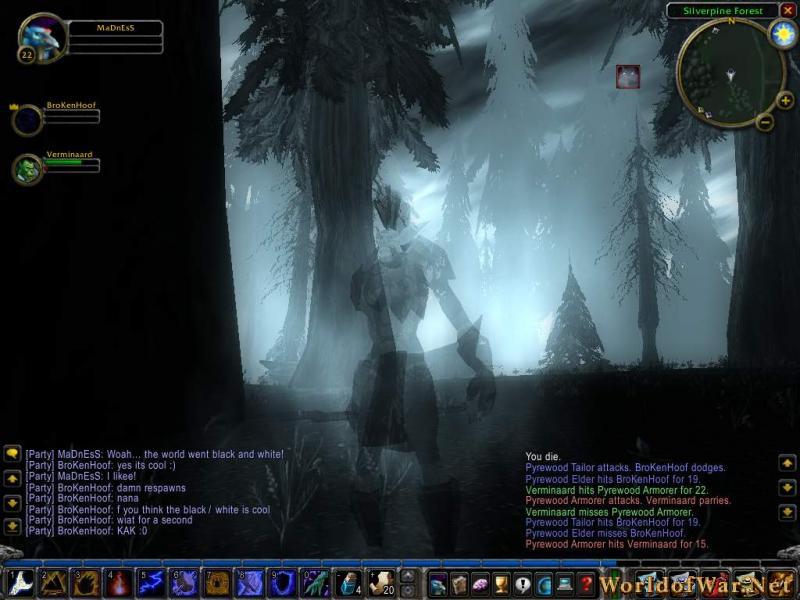 MaDnEsS
22
BroKenHoof
Verminaard
Silverpine Forest
N
[Party] MaDnEsS: Woah... the world went black and white!
[Party] BroKenHoof: yes its cool :)
[Party] MaDnEsS: I likee!
[Party] BroKenHoof: damn respawns
[Party] BroKenHoof: nana
[Party] BroKenHoof: f you think the black / white is cool
[Party] BroKenHoof: wiat for a second
[Party] BroKenHoof: KAK :0
You die.
Pyrewood Tailor attacks. BroKenHoof dodges.
Pyrewood Elder hits BroKenHoof for 19.
Verminaard hits Pyrewood Armorer for 22.
Pyrewood Armorer attacks. Verminaard parries.
Verminaard misses Pyrewood Armorer.
Pyrewood Tailor hits BroKenHoof for 19.
Pyrewood Elder misses BroKenHoof.
Pyrewood Armorer hits Verminaard for 15.
4
20
WorldofWar.Net